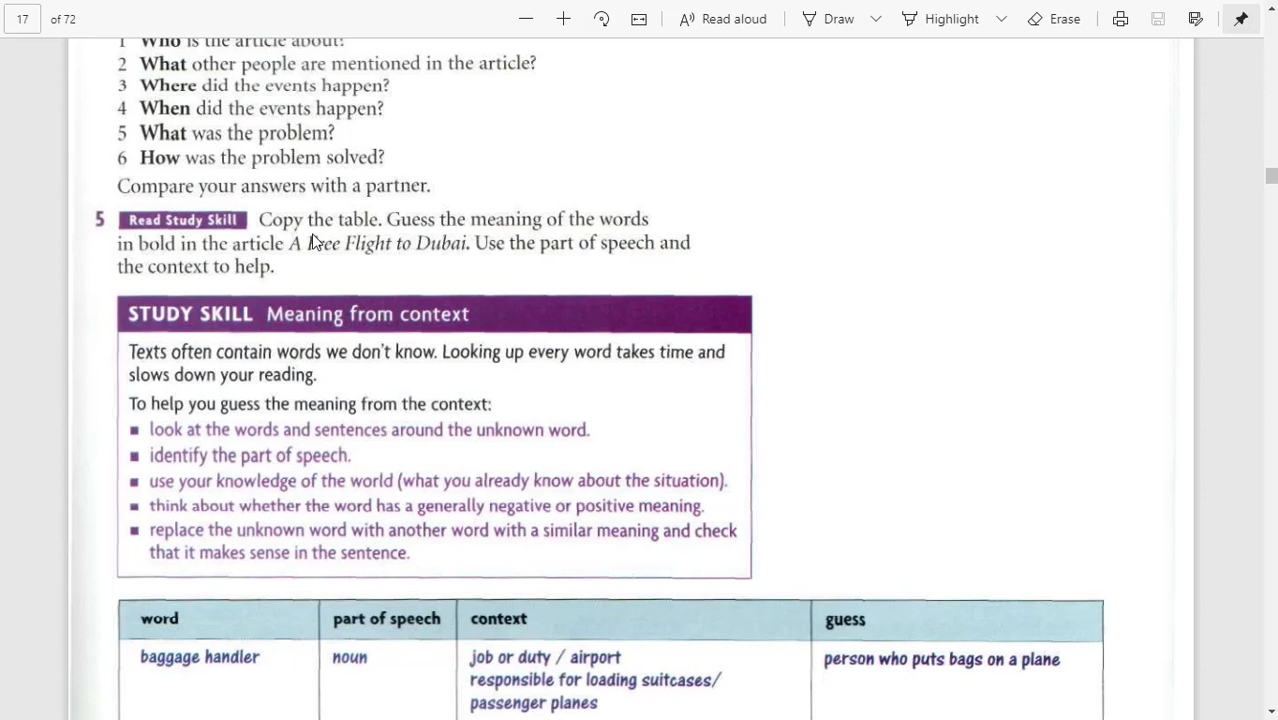 17 of 72
Read aloud
Draw
Highlight
Erase
1 Who is the article about?
2 What other people are mentioned in the article?
3 Where did the events happen?
4 When did the events happen?
5 What was the problem?
6 How was the problem solved?
Compare your answers with a partner.
5 Read Study Skill Copy the table. Guess the meaning of the words
in bold in the article A Free Flight to Dubai. Use the part of speech and
the context to help.
STUDY SKILL Meaning from context
Texts often contain words we don't know. Looking up every word takes time and
slows down your reading.
To help you guess the meaning from the context:
■ look at the words and sentences around the unknown word.
■ identify the part of speech.
■ use your knowledge of the world (what you already know about the situation).
■ think about whether the word has a generally negative or positive meaning.
■ replace the unknown word with another word with a similar meaning and check
that it makes sense in the sentence.
word part of speech context guess
baggage handler noun job or duty / airport person who puts bags on a plane
responsible for loading suitcases/
passenger planes